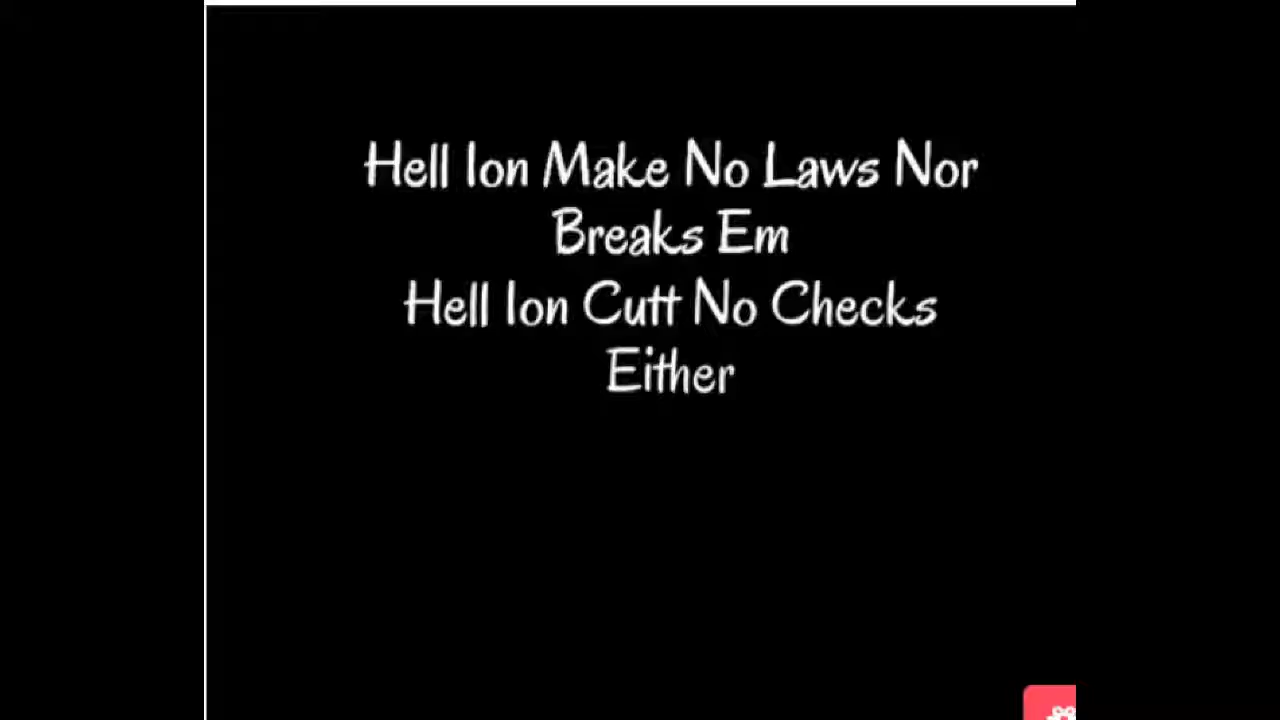 Hell Ion Make No Laws Nor
Breaks Em
Hell Ion Cutt No Checks
Either